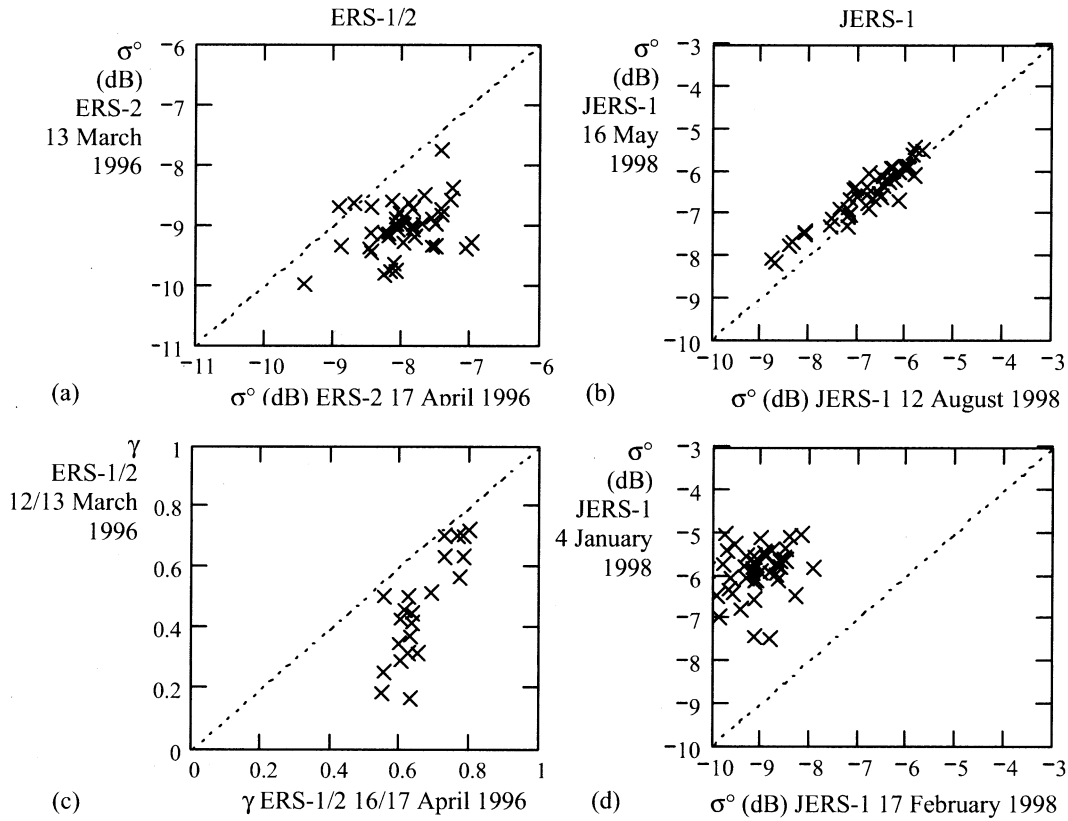 ERS-1/2
σ° (dB) ERS-2 13 March 1996
−6
−7
−8
−9
−10
−11
−11 −10 −9 −8 −7 −6
(a)
σ° (dB) ERS-2 17 April 1996
JERS-1
σ° (dB) JERS-1 16 May 1998
−3
−4
−5
−6
−7
−8
−9
−10
−10 −9 −8 −7 −6 −5 −4 −3
(b)
σ° (dB) JERS-1 12 August 1998
γ ERS-1/2 12/13 March 1996
1
0.8
0.6
0.4
0.2
0
0 0.2 0.4 0.6 0.8 1
(c)
γ ERS-1/2 16/17 April 1996
σ° (dB) JERS-1 4 January 1998
−3
−4
−5
−6
−7
−8
−9
−10
−10 −9 −8 −7 −6 −5 −4 −3
(d)
σ° (dB) JERS-1 17 February 1998